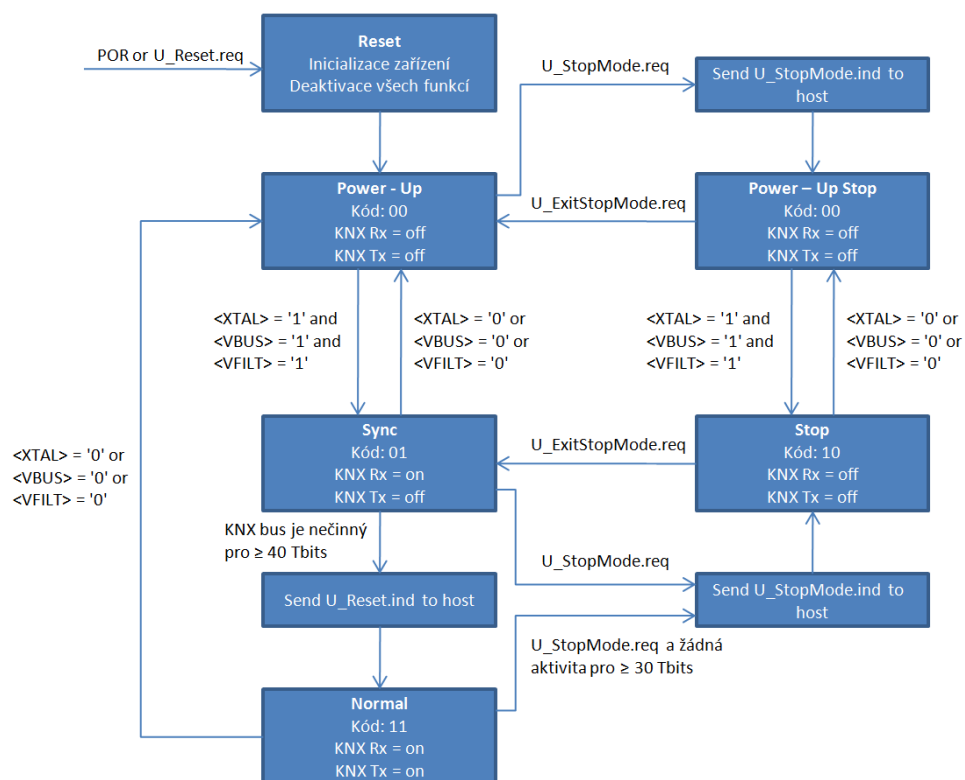 POR or U_Reset.req
Reset
Inicializace zařízení
Deaktivace všech funkcí
U_StopMode.req
Send U_StopMode.ind to
host
Power - Up
Kód: 00
KNX Rx = off
KNX Tx = off
U_ExitStopMode.req
Power – Up Stop
Kód: 00
KNX Rx = off
KNX Tx = off
<XTAL> = '1' and
<VBUS> = '1' and
<VFILT> = '1'
<XTAL> = '0' or
<VBUS> = '0' or
<VFILT> = '0'
<XTAL> = '1' and
<VBUS> = '1' and
<VFILT> = '1'
<XTAL> = '0' or
<VBUS> = '0' or
<VFILT> = '0'
<XTAL> = '0' or
<VBUS> = '0' or
<VFILT> = '0'
Sync
Kód: 01
KNX Rx = on
KNX Tx = off
U_ExitStopMode.req
Stop
Kód: 10
KNX Rx = off
KNX Tx = off
KNX bus je nečinný
pro ≥ 40 Tbits
U_StopMode.req
Send U_Reset.ind to host
Send U_StopMode.ind to
host
U_StopMode.req a žádná
aktivita pro ≥ 30 Tbits
Normal
Kód: 11
KNX Rx = on
KNX Tx = on